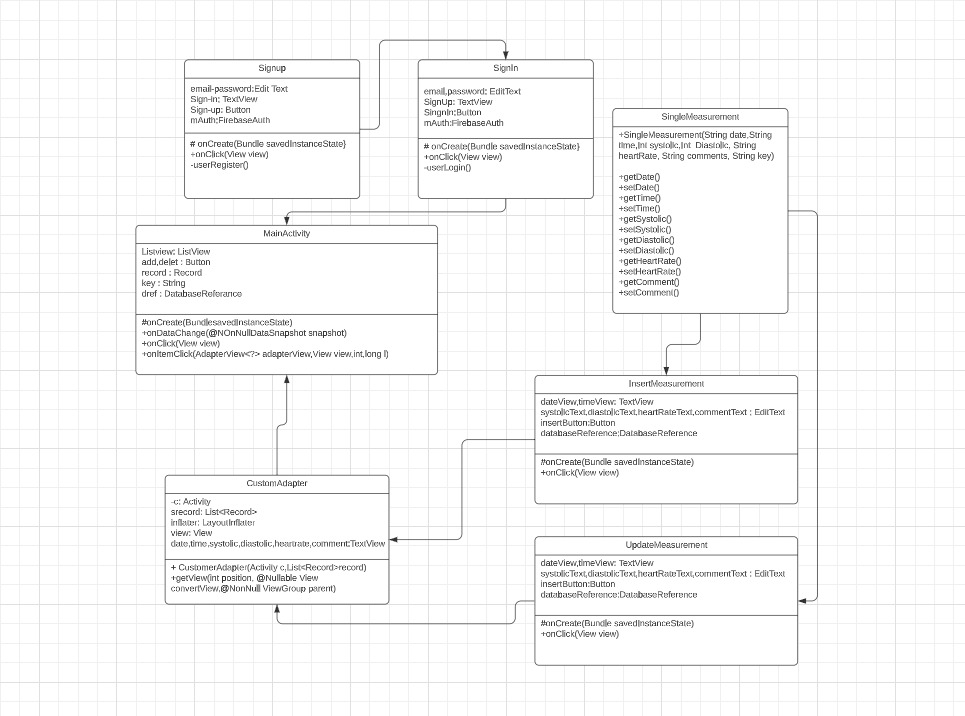 Signup
email-password:Edit Text
Sign-in: TextView
Sign-up: Button
mAuth:FirebaseAuth
# onCreate(Bundle savedInstanceState}
+onClick(View view)
-userRegister()
SignIn
email,password: EditText
SignUp: TextView
SingnIn:Button
mAuth:FirebaseAuth
# onCreate(Bundle savedInstanceState}
+onClick(View view)
-userLogin()
SingleMeasurement
+SingleMeasurement(String date,String
time,Int systolic,Int Diastolic, String
heartRate, String comments, String key)
+getDate()
+setDate()
+getTime()
+setTime()
+getSystolic()
+setSystolic()
+getDiastolic()
+setDiastolic()
+getHeartRate()
+setHeartRate()
+getComment()
+setComment()
MainActivity
Listview: ListView
add,delet : Button
record : Record
key : String
dref : DatabaseReferance
#onCreate(BundlesavedInstanceState)
+onDataChange(@NOnNullDataSnapshot snapshot)
+onClick(View view)
+onItemClick(AdapterView<?> adapterView,View view,int,long l)
InsertMeasurement
dateView,timeView: TextView
systolicText,diastolicText,heartRateText,commentText : EditText
insertButton:Button
databaseReference:DatabaseReference
#onCreate(Bundle savedInstanceState)
+onClick(View view)
CustomAdapter
-c: Activity
srecord: List<Record>
inflater: LayoutInflater
view: View
date,time,systolic,diastolic,heartrate,comment:TextView
+ CustomerAdapter(Activity c,List<Record>record)
+getView(int position, @Nullable View
convertView,@NonNull ViewGroup parent)
UpdateMeasurement
dateView,timeView: TextView
systolicText,diastolicText,heartRateText,commentText : EditText
insertButton:Button
databaseReference:DatabaseReference
#onCreate(Bundle savedInstanceState)
+onClick(View view)